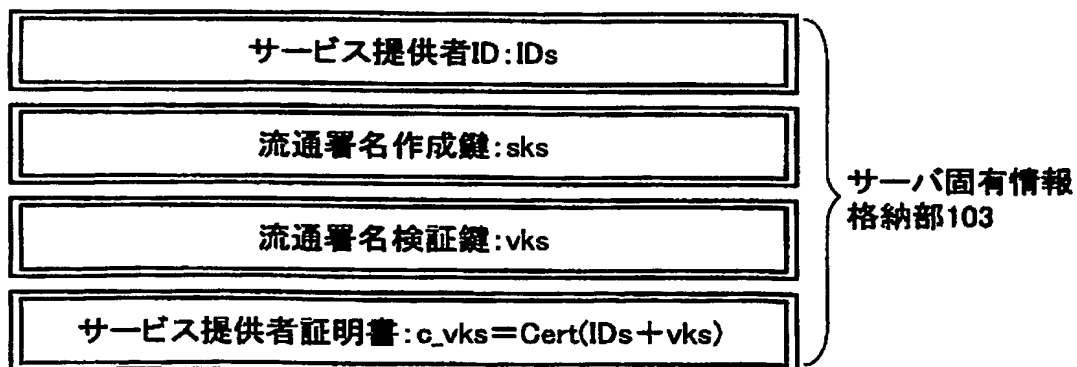 サービス提供者ID:IDs
流通署名作成鍵:sks
流通署名検証鍵:vks
サービス提供者証明書:c_vks=Cert(IDs+vks)
サーバ固有情報
格納部103